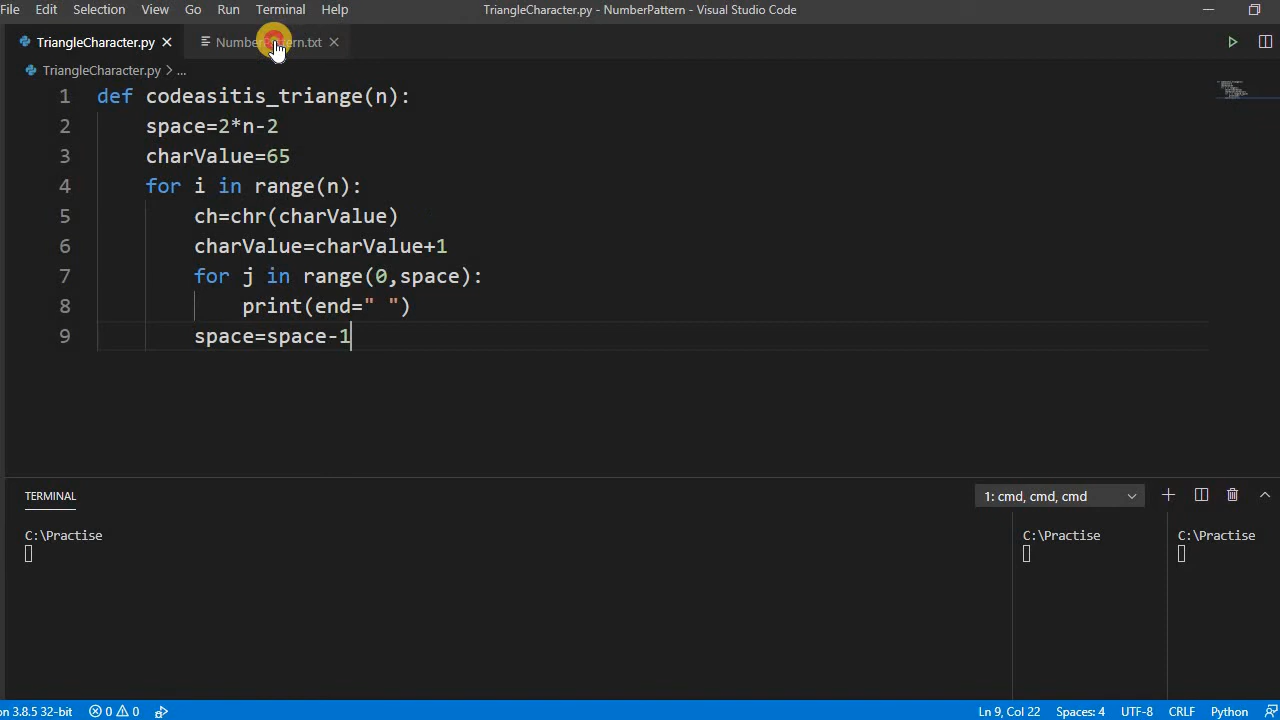 File Edit Selection View Go Run Terminal Help TriangleCharacter.py - NumberPattern - Visual Studio Code
TriangleCharacter.py
TriangleCharacter.py > ...
1 def codeasitis_triange(n):
2 space=2*n-2
3 charValue=65
4 for i in range(n):
5 ch=chr(charValue)
6 charValue=charValue+1
7 for j in range(0,space):
8 print(end=" ")
9 space=space-1
TERMINAL 1: cmd, cmd, cmd
C:\Practise C:\Practise C:\Practise
3.8.5 32-bit 0 0 Ln 9, Col 22 Spaces: 4 UTF-8 CRLF Python